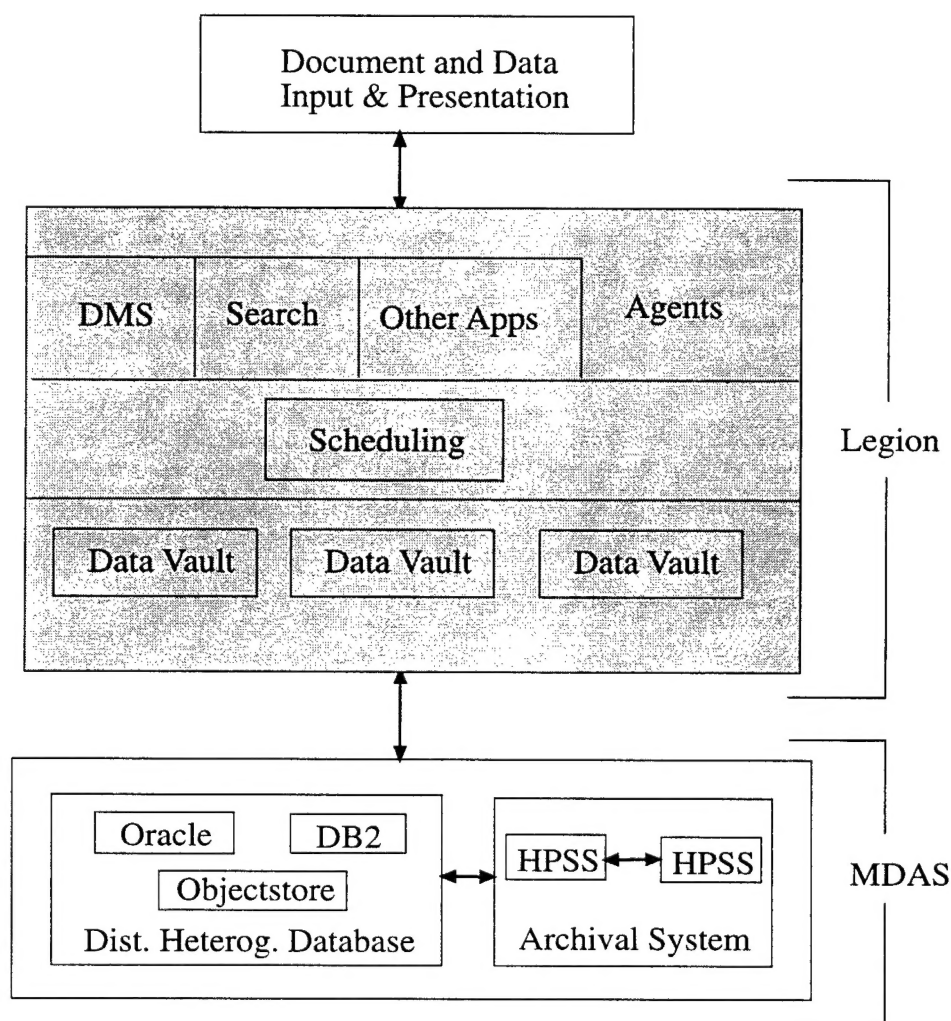 Document and Data
Input & Presentation
DMS
Search
Other Apps
Agents
Scheduling
Legion
Data Vault
Data Vault
Data Vault
Oracle
DB2
Objectstore
Dist. Heterog. Database
HPSS
HPSS
Archival System
MDAS